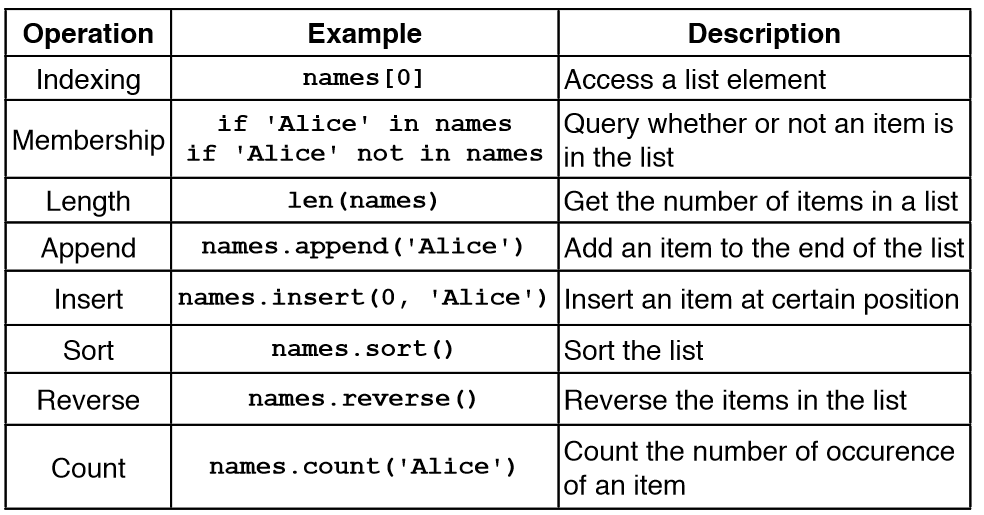 Operation Example Description
Indexing names[0] Access a list element
Membership if 'Alice' in names Query whether or not an item is
if 'Alice' not in names in the list
Length len(names) Get the number of items in a list
Append names.append('Alice') Add an item to the end of the list
Insert names.insert(0, 'Alice') Insert an item at certain position
Sort names.sort() Sort the list
Reverse names.reverse() Reverse the items in the list
Count names.count('Alice') Count the number of occurence
of an item